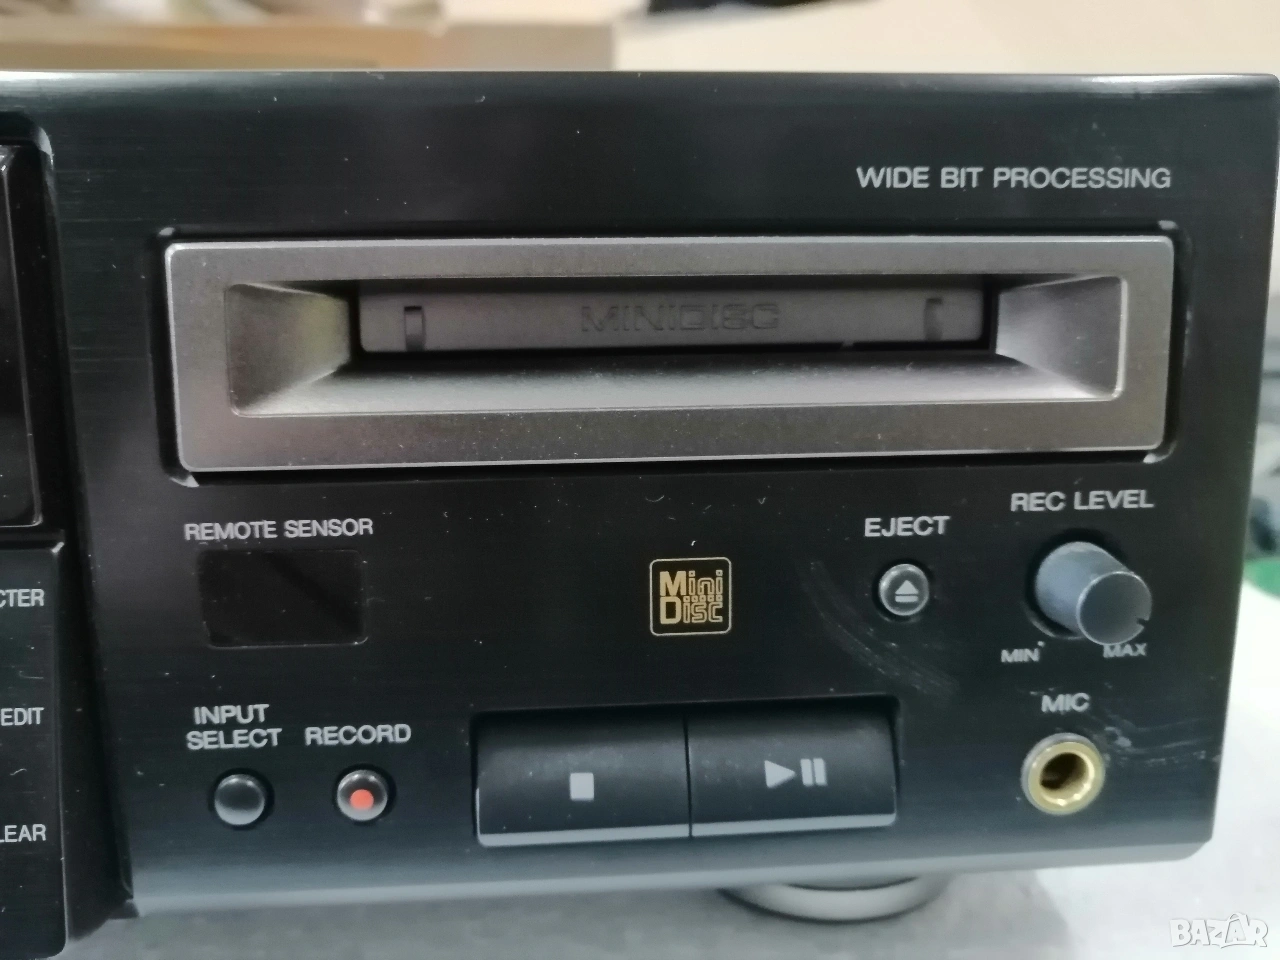 WIDE BIT PROCESSING
MINIDISC
REMOTE SENSOR
EJECT
REC LEVEL
Mini
Disc
MIN
MAX
CTER
EDIT
LEAR
INPUT
SELECT
RECORD
MIC
BAZAR